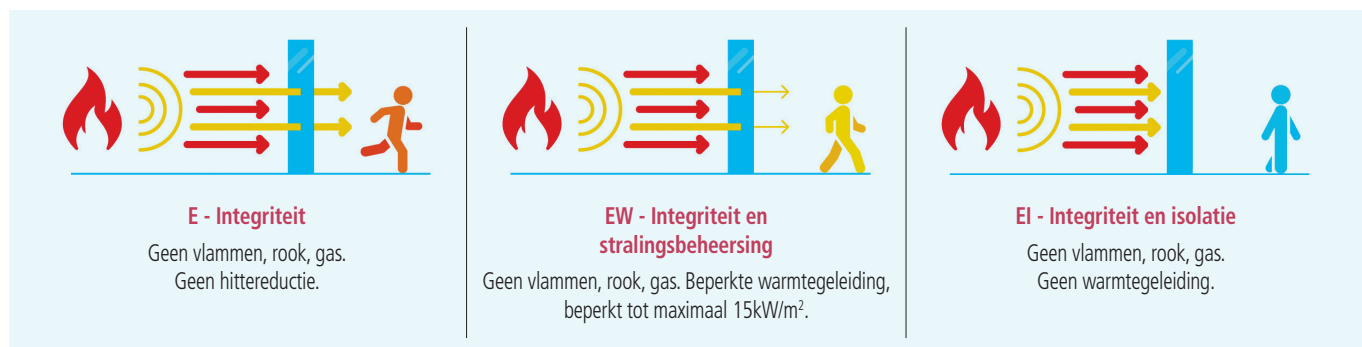 E - Integriteit
Geen vlammen, rook, gas.
Geen hittereductie.
EW - Integriteit en
stralingsbeheersing
Geen vlammen, rook, gas. Beperkte warmtegeleiding,
beperkt tot maximaal 15kW/m².
EI - Integriteit en isolatie
Geen vlammen, rook, gas.
Geen warmtegeleiding.